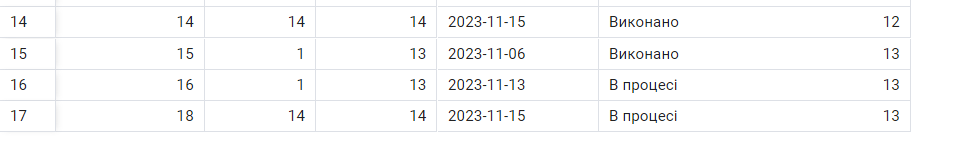 14 14 14 14 2023-11-15 Виконано 12
15 15 1 13 2023-11-06 Виконано 13
16 16 1 13 2023-11-13 В процесі 13
17 18 14 14 2023-11-15 В процесі 13